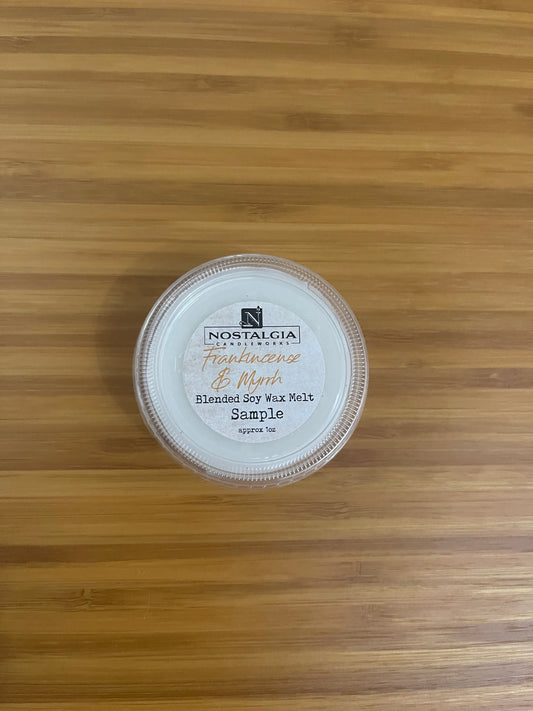 N
NOSTALGIA
CANDLEWORKS
Frankincense
& Myrrh
Blended Soy Wax Melt
Sample
approx 1oz